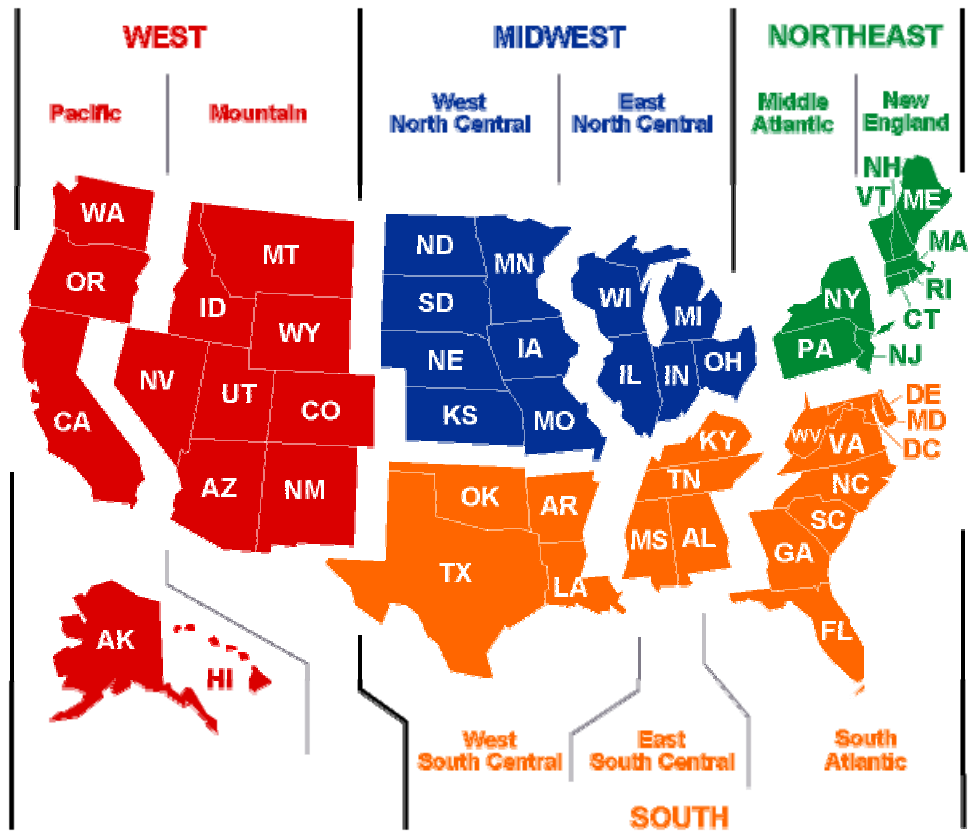 WEST
MIDWEST
NORTHEAST
Pacific
Mountain
West
North Central
East
North Central
Middle
Atlantic
New
England
NH
VT
ME
MA
RI
CT
NJ
NY
PA
WA
OR
CA
MT
ID
WY
NV
UT
CO
AZ
NM
ND
MN
SD
NE
IA
KS
MO
WI
MI
IL
IN
OH
DE
MD
DC
WV
VA
KY
TN
NC
SC
OK
AR
TX
LA
MS
AL
GA
FL
AK
HI
West
South Central
East
South Central
South
Atlantic
SOUTH